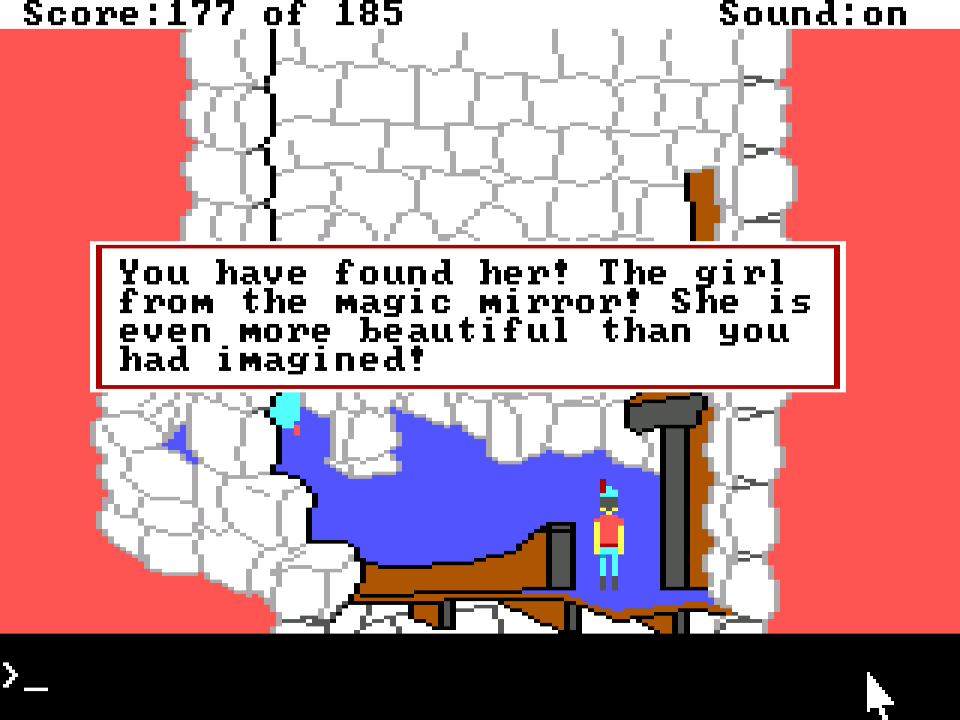 Score:177 of 185 Sound:on
You have found her! The girl
from the magic mirror! She is
even more beautiful than you
had imagined!
>_